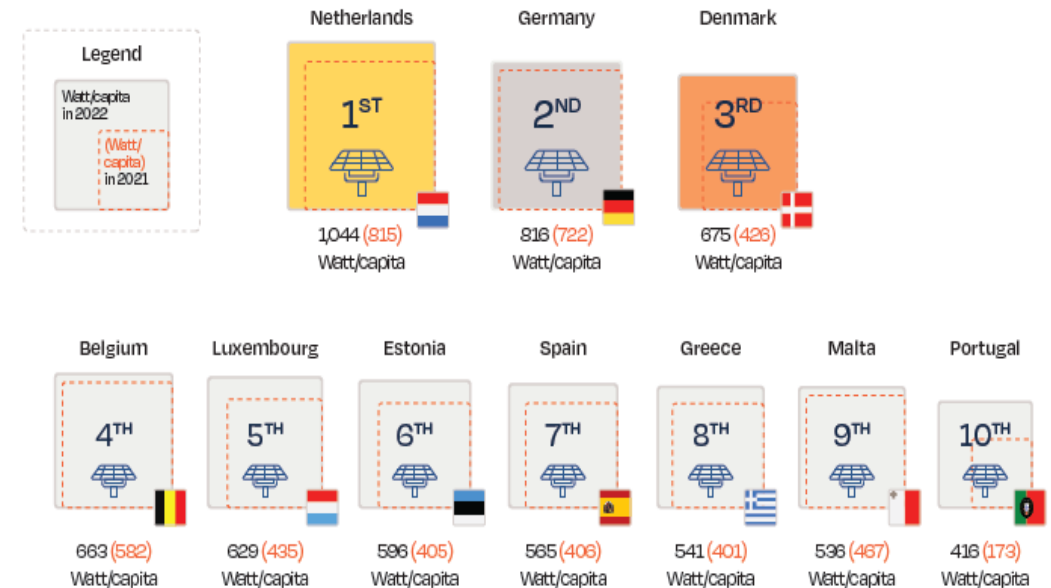 Netherlands
Germany
Denmark
Legend
Watt/capita
in 2022
(Watt/
capita)
in 2021
1ST
2ND
3RD
1,044 (815)
Watt/capita
816 (722)
Watt/capita
675 (426)
Watt/capita
Belgium
Luxembourg
Estonia
Spain
Greece
Malta
Portugal
4TH
5TH
6TH
7TH
8TH
9TH
10TH
663 (582)
Watt/capita
629 (435)
Watt/capita
596 (405)
Watt/capita
565 (406)
Watt/capita
541 (401)
Watt/capita
536 (467)
Watt/capita
416 (173)
Watt/capita